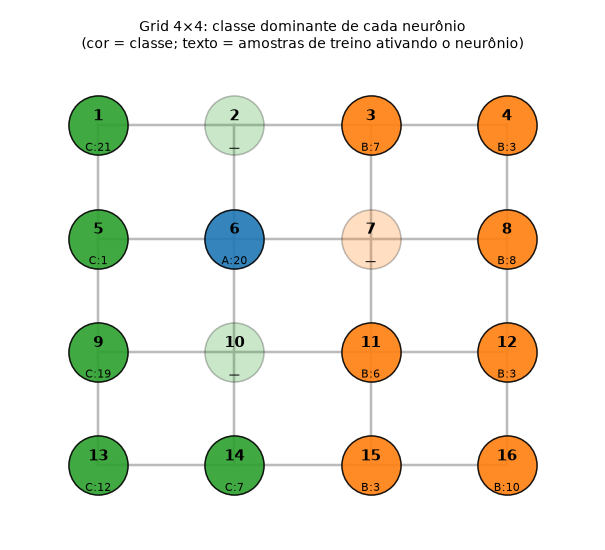 Grid 4×4: classe dominante de cada neurônio
(cor = classe; texto = amostras de treino ativando o neurônio)
1 2 3 4
C:21 — B:7 B:3
5 6 7 8
C:1 A:20 — B:8
9 10 11 12
C:19 — B:6 B:3
13 14 15 16
C:12 C:7 B:3 B:10